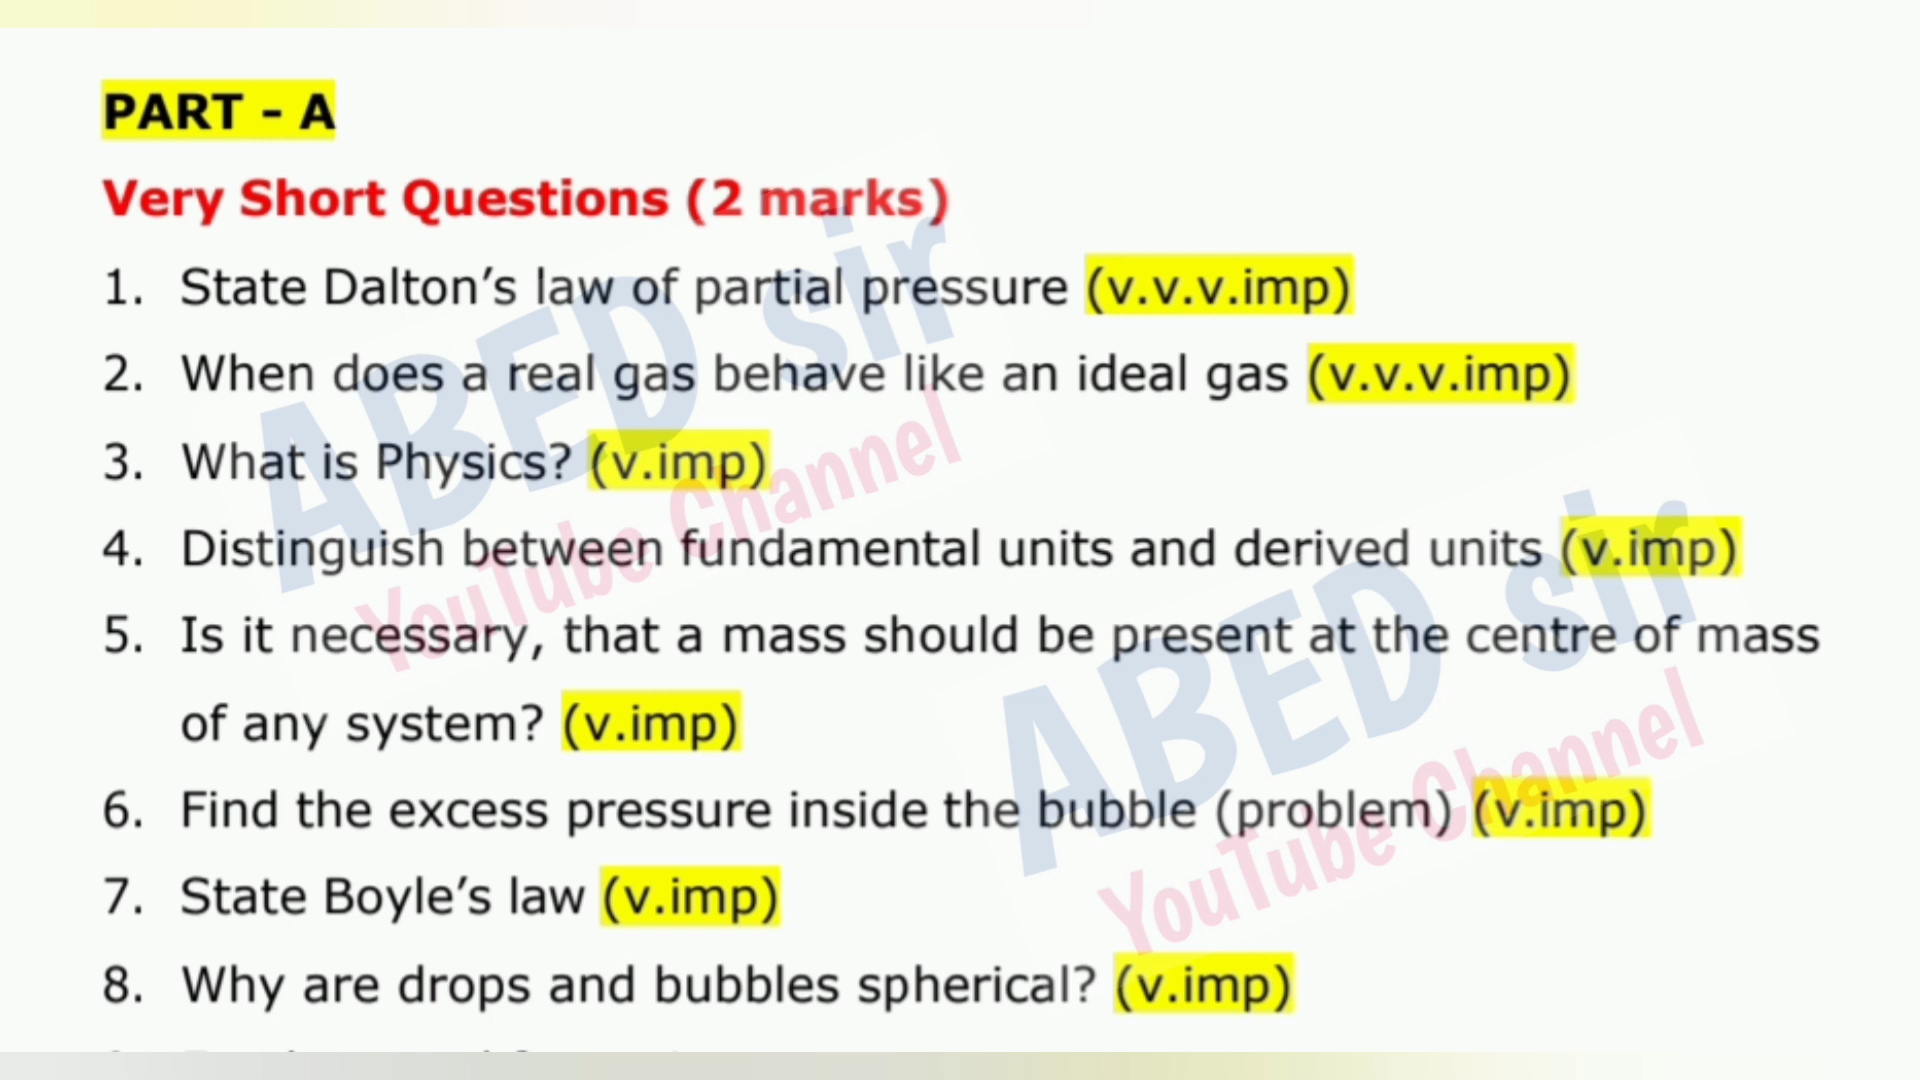 PART - A
Very Short Questions (2 marks)
1. State Dalton’s law of partial pressure (v.v.v.imp)
2. When does a real gas behave like an ideal gas (v.v.v.imp)
3. What is Physics? (v.imp)
4. Distinguish between fundamental units and derived units (v.imp)
5. Is it necessary, that a mass should be present at the centre of mass
of any system? (v.imp)
6. Find the excess pressure inside the bubble (problem) (v.imp)
7. State Boyle’s law (v.imp)
8. Why are drops and bubbles spherical? (v.imp)
ABED sir
YouTube Channel
ABED sir
YouTube Channel